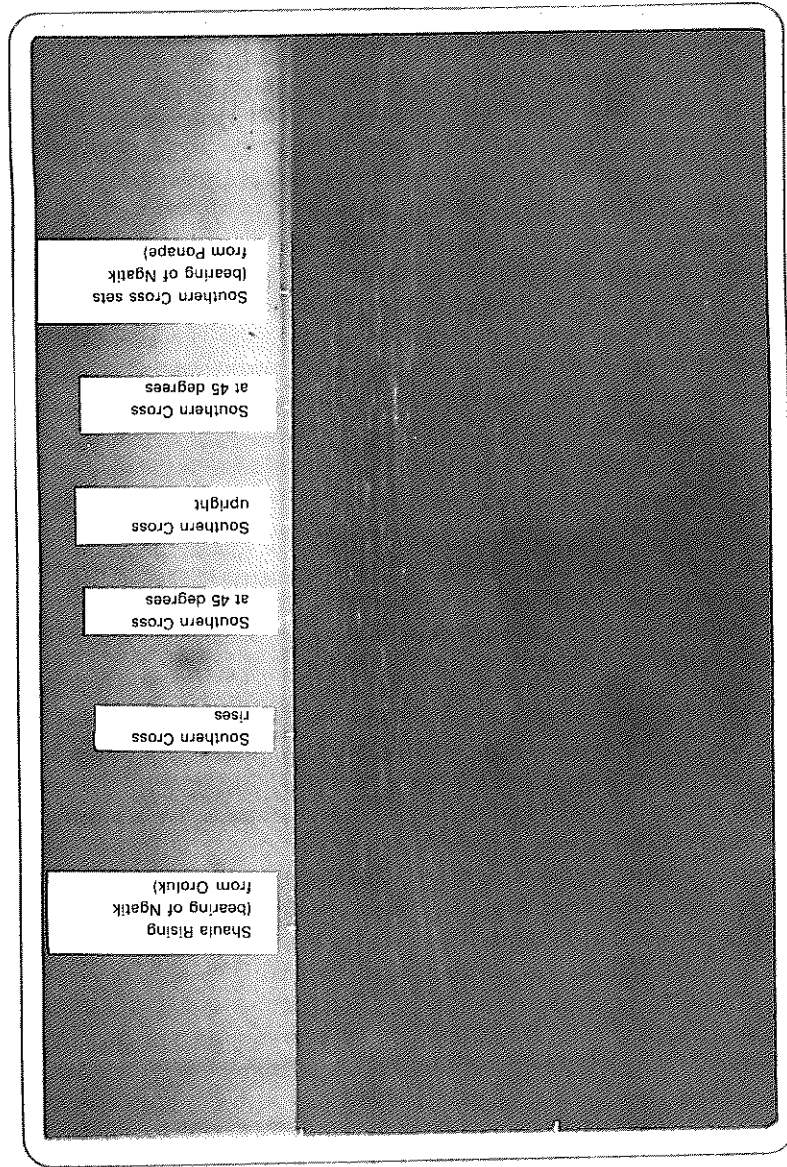 Shaula Rising
(bearing of Ngatik
from Oroluk)
Southern Cross
rises
Southern Cross
at 45 degrees
Southern Cross
upright
Southern Cross
at 45 degrees
Southern Cross sets
(bearing of Ngatik
from Ponape)